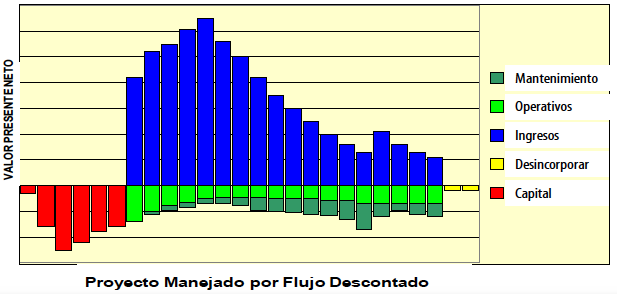 VALOR PRESENTE NETO
Mantenimiento
Operativos
Ingresos
Desincorporar
Capital
Proyecto Manejado por Flujo Descontado